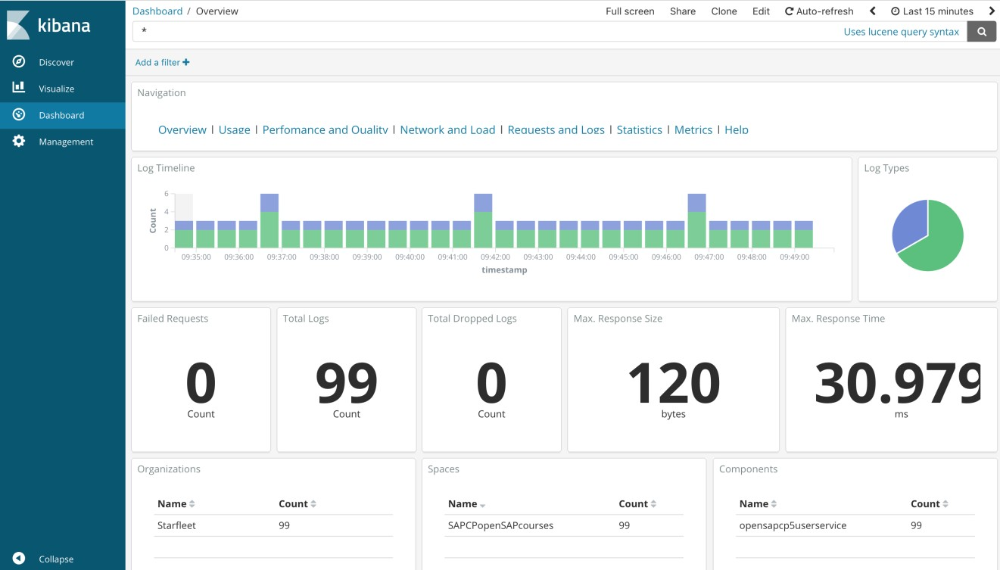 kibana
Discover
Visualize
Dashboard
Management
Collapse
Dashboard / Overview
Full screen Share Clone Edit Auto-refresh Last 15 minutes
* Uses lucene query syntax
Add a filter
Navigation
Overview | Usage | Perfomance and Quality | Network and Load | Requests and Logs | Statistics | Metrics | Help
Log Timeline
Count
6
4
2
0
09:35:00 09:36:00 09:37:00 09:38:00 09:39:00 09:40:00 09:41:00 09:42:00 09:43:00 09:44:00 09:45:00 09:46:00 09:47:00 09:48:00 09:49:00
timestamp
Log Types
Failed Requests
0
Count
Total Logs
99
Count
Total Dropped Logs
0
Count
Max. Response Size
120
bytes
Max. Response Time
30.979
ms
Organizations
Name Count
Starfleet 99
Spaces
Name Count
SAPCPopenSAPcourses 99
Components
Name Count
opensapcp5userservice 99